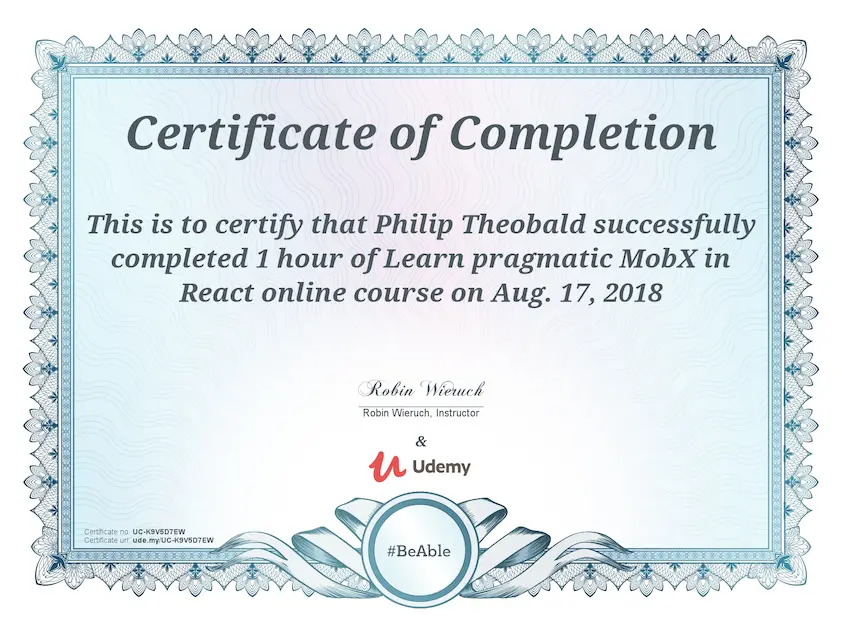 Certificate of Completion
This is to certify that Philip Theobald successfully
completed 1 hour of Learn pragmatic MobX in
React online course on Aug. 17, 2018
Robin Wieruch
Robin Wieruch, Instructor
&
Udemy
#BeAble
Certificate no. UC-K9V5D7EW
Certificate url. ude.my/UC-K9V5D7EW